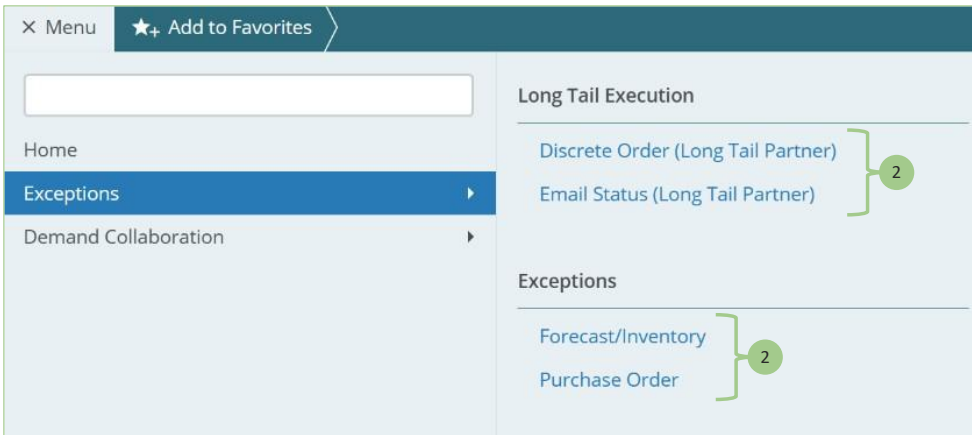 × Menu ★+ Add to Favorites
Home
Exceptions
Demand Collaboration
Long Tail Execution
Discrete Order (Long Tail Partner)
Email Status (Long Tail Partner)
2
Exceptions
Forecast/Inventory
Purchase Order
2